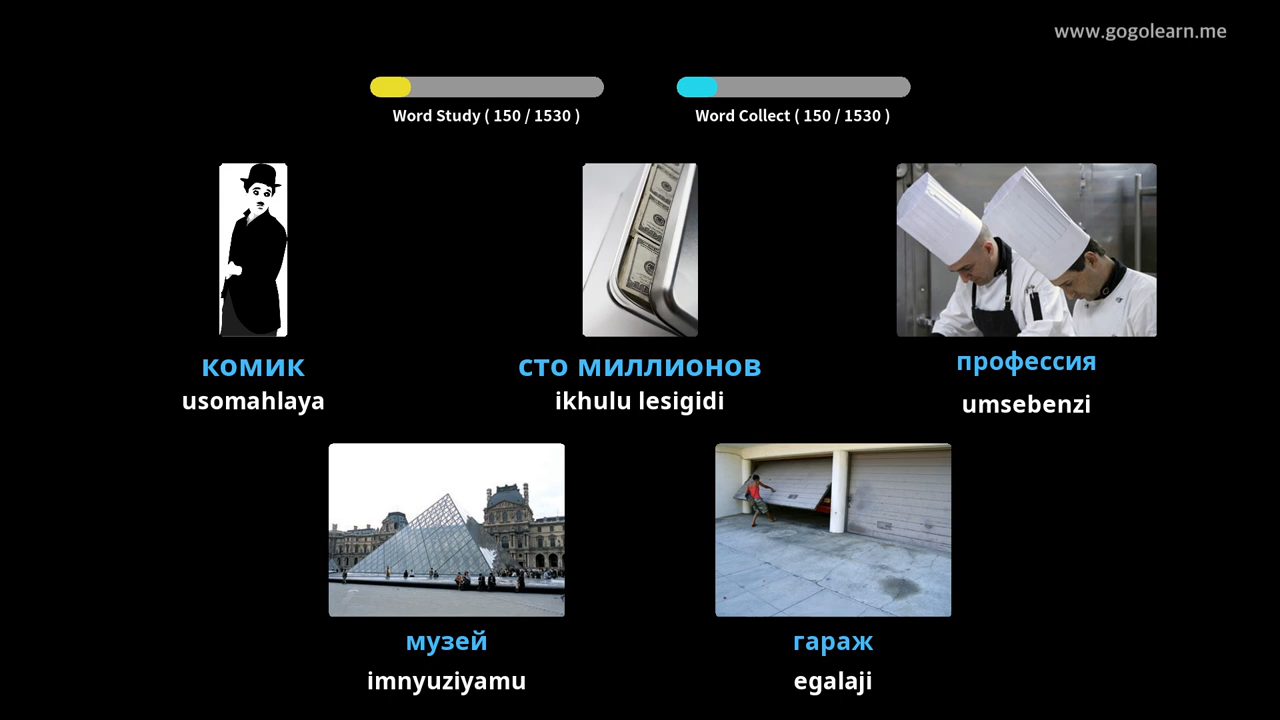 www.gogolearn.me
Word Study ( 150 / 1530 )
Word Collect ( 150 / 1530 )
комик
usomahlaya
сто миллионов
ikhulu lesigidi
профессия
umsebenzi
музей
imnyuziyamu
гараж
egalaji